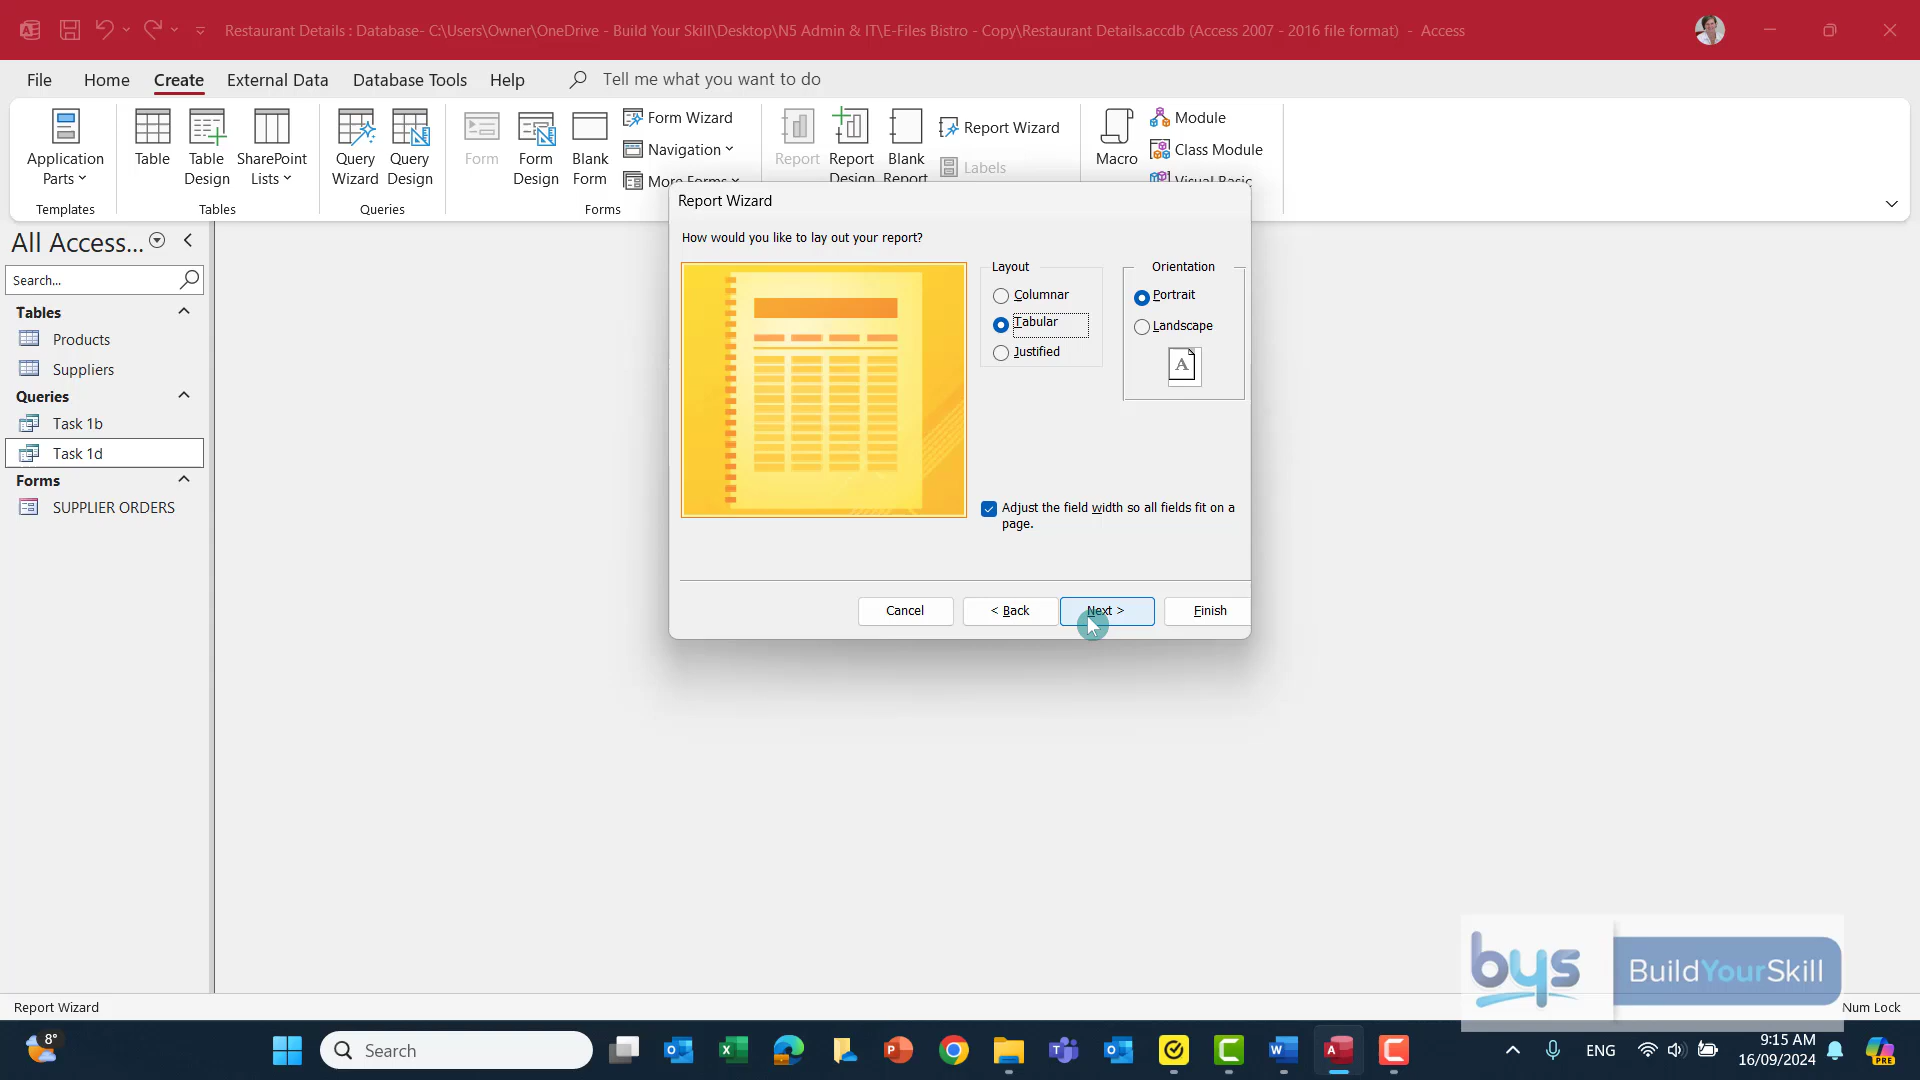 Restaurant Details : Database- C:\Users\Owner\OneDrive - Build Your Skill\Desktop\N5 Admin & IT\E-Files Bistro - Copy\Restaurant Details.accdb (Access 2007 - 2016 file format) - Access
File Home Create External Data Database Tools Help Tell me what you want to do
Application Parts
Templates
Table
Table Design
SharePoint Lists
Tables
Query Wizard
Query Design
Queries
Form
Form Design
Blank Form
Form Wizard
Navigation
More Forms
Forms
Report
Report Design
Blank Report
Report Wizard
Labels
Macro
Module
Class Module
Visual Basic
All Access...
Search...
Tables
Products
Suppliers
Queries
Task 1b
Task 1d
Forms
SUPPLIER ORDERS
Report Wizard
How would you like to lay out your report?
Layout
Columnar
Tabular
Justified
Orientation
Portrait
Landscape
A
Adjust the field width so all fields fit on a
page.
Cancel < Back Next > Finish
bys BuildYourSkill
Report Wizard
Num Lock
8°
Search
ENG
9:15 AM
16/09/2024
PRE